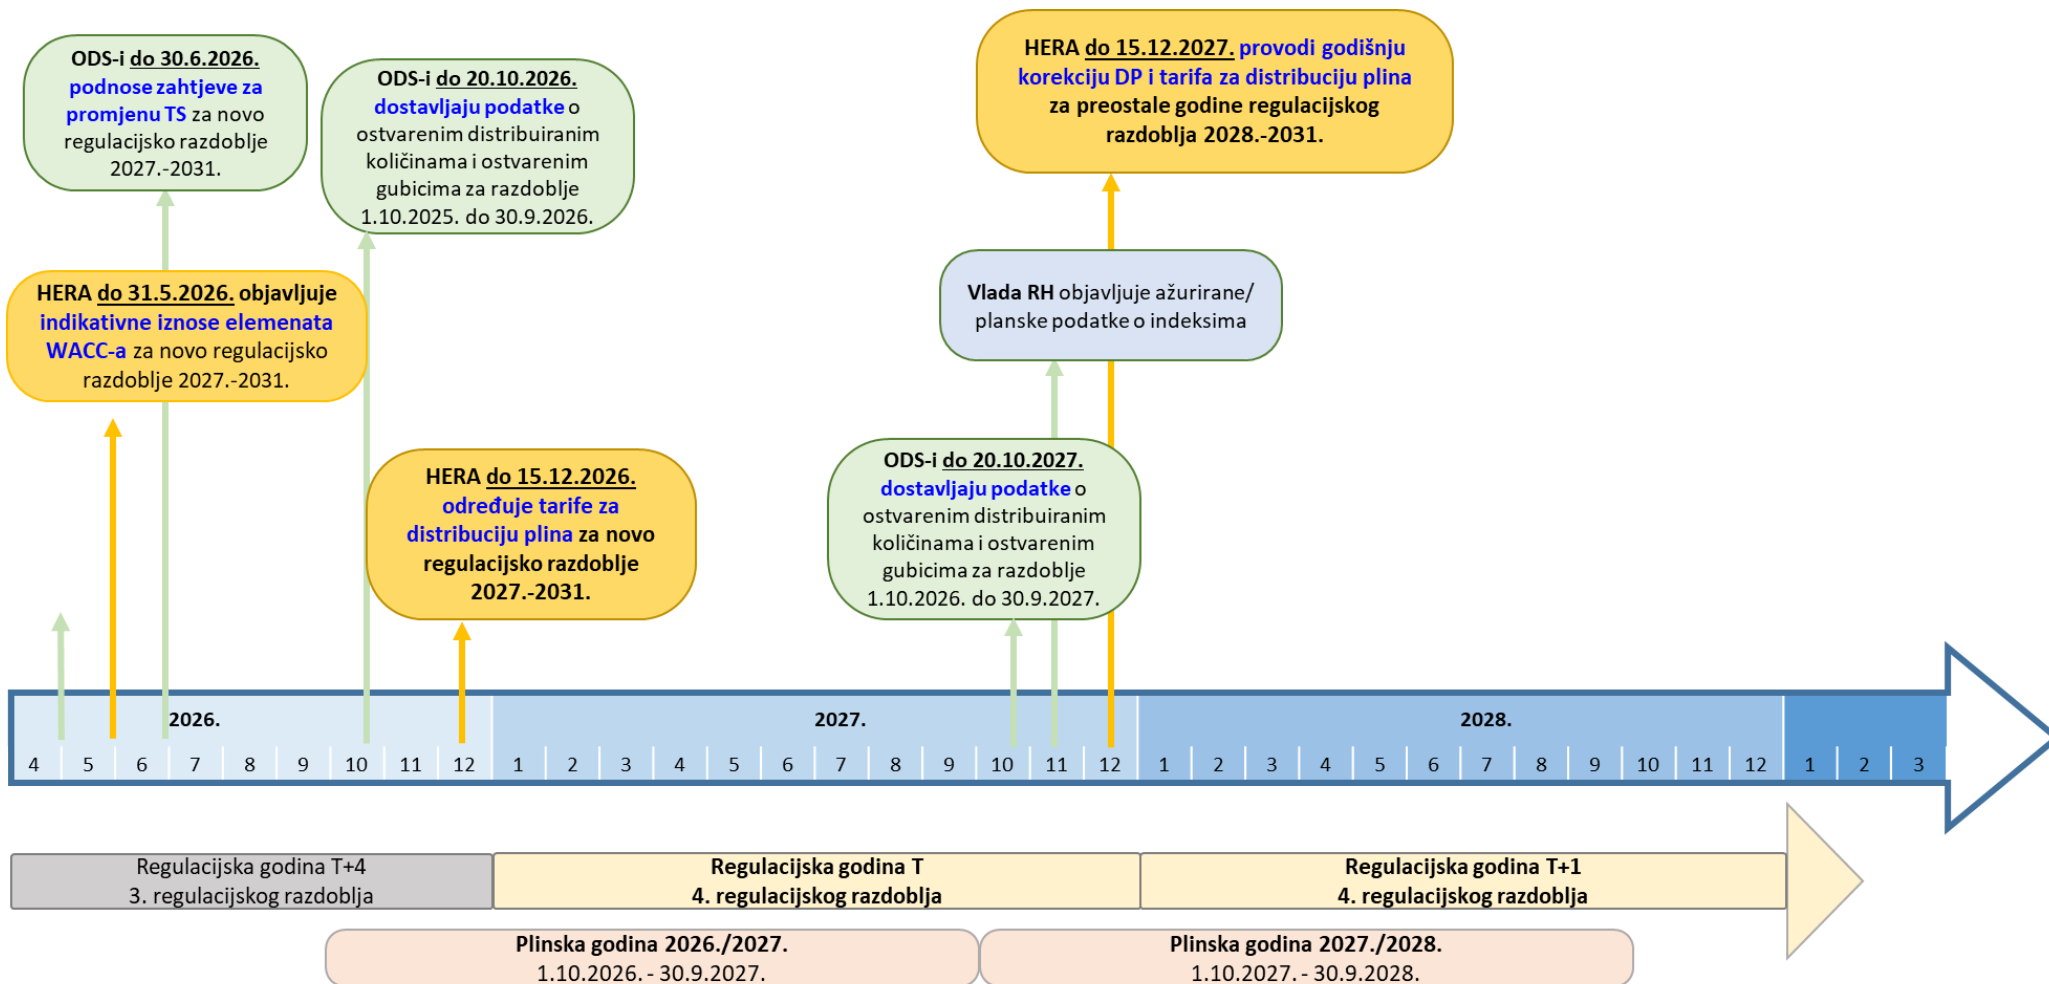 ODS-i do 30.6.2026.
podnose zahtjeve za
promjenu TS za novo
regulacijsko razdoblje
2027.-2031.
ODS-i do 20.10.2026.
dostavljaju podatke o
ostvarenim distribuiranim
količinama i ostvarenim
gubicima za razdoblje
1.10.2025. do 30.9.2026.
HERA do 15.12.2027. provodi godišnju
korekciju DP i tarifa za distribuciju plina
za preostale godine regulacijskog
razdoblja 2028.-2031.
HERA do 31.5.2026. objavljuje
indikativne iznose elemenata
WACC-a za novo regulacijsko
razdoblje 2027.-2031.
Vlada RH objavljuje ažurirane/
planske podatke o indeksima
HERA do 15.12.2026.
određuje tarife za
distribuciju plina za novo
regulacijsko razdoblje
2027.-2031.
ODS-i do 20.10.2027.
dostavljaju podatke o
ostvarenim distribuiranim
količinama i ostvarenim
gubicima za razdoblje
1.10.2026. do 30.9.2027.
2026. 2027. 2028.
4 5 6 7 8 9 10 11 12 1 2 3 4 5 6 7 8 9 10 11 12 1 2 3 4 5 6 7 8 9 10 11 12 1 2 3
Regulacijska godina T+4
3. regulacijskog razdoblja
Regulacijska godina T
4. regulacijskog razdoblja
Regulacijska godina T+1
4. regulacijskog razdoblja
Plinska godina 2026./2027.
1.10.2026. - 30.9.2027.
Plinska godina 2027./2028.
1.10.2027. - 30.9.2028.